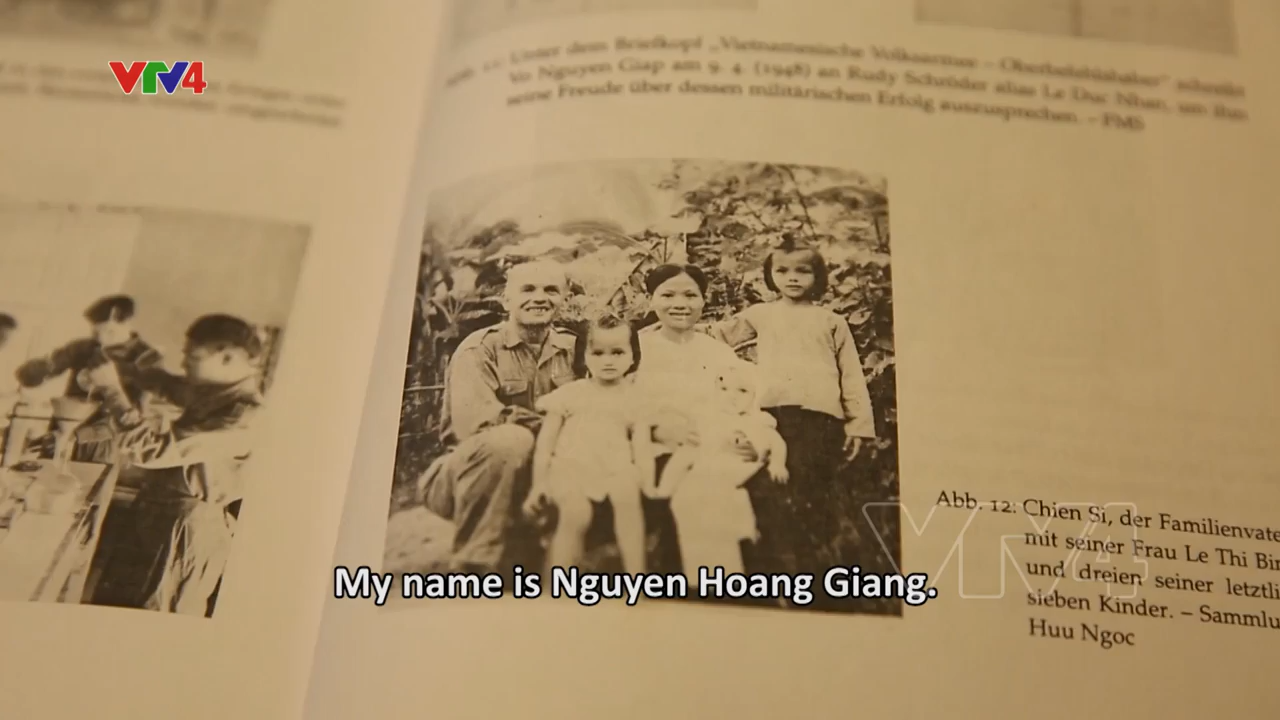 VTV4
Abb. 11: Unter dem Briefkopf „Vietnamesische Volksarmee – Oberbefehlshaber“ schreibt
Vo Nguyen Giap am 9. 4. (1948) an Rudy Schröder alias Le Duc Nhan, um ihm
seine Freude über dessen militärischen Erfolg auszusprechen. – FMS
Abb. 12: Chien Si, der Familienvate
mit seiner Frau Le Thi Bin
und dreien seiner letztli
sieben Kinder. – Sammlu
Huu Ngoc
VTV4
My name is Nguyen Hoang Giang.